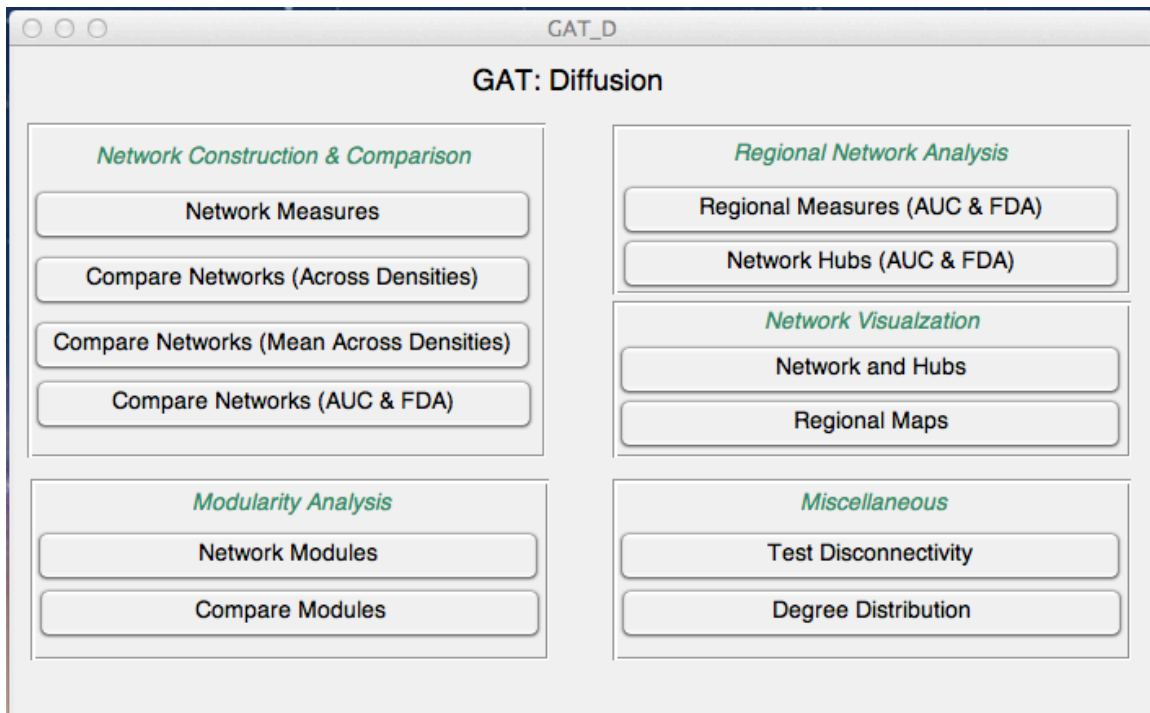 GAT_D
GAT: Diffusion
Network Construction & Comparison
Network Measures
Compare Networks (Across Densities)
Compare Networks (Mean Across Densities)
Compare Networks (AUC & FDA)
Regional Network Analysis
Regional Measures (AUC & FDA)
Network Hubs (AUC & FDA)
Network Visualzation
Network and Hubs
Regional Maps
Modularity Analysis
Network Modules
Compare Modules
Miscellaneous
Test Disconnectivity
Degree Distribution